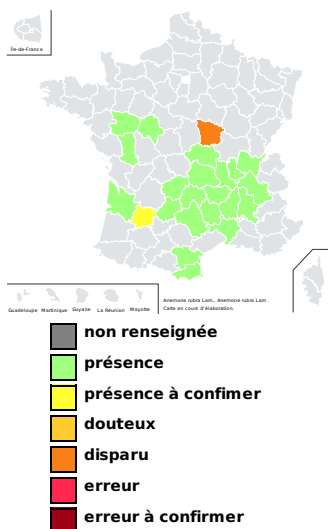 Île-de-France
Guadeloupe Martinique Guyane La Réunion Mayotte
Anemone rubra Lam., Anemone rubra Lam.
Carte en cours d'élaboration.
non renseignée
présence
présence à confimer
douteux
disparu
erreur
erreur à confirmer